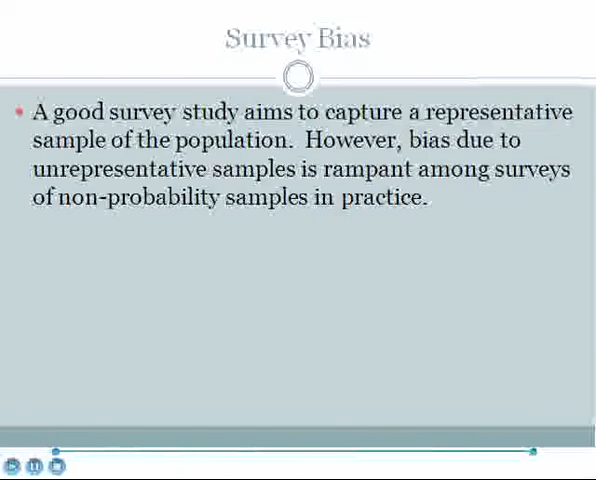 Survey Bias
• A good survey study aims to capture a representative
sample of the population.  However, bias due to
unrepresentative samples is rampant among surveys
of non-probability samples in practice.